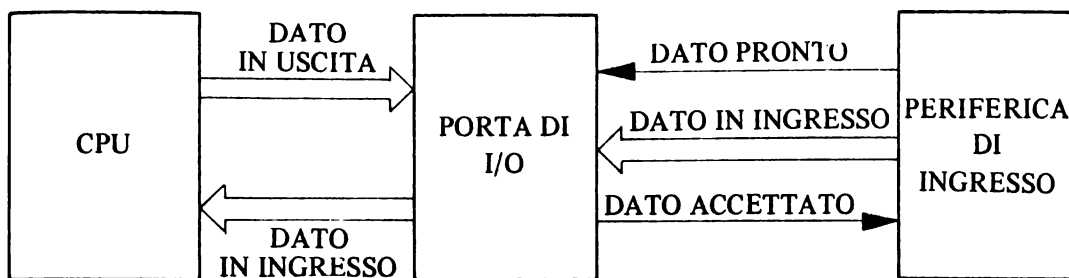 CPU
DATO
IN USCITA
DATO
IN INGRESSO
PORTA DI
I/O
DATO PRONTO
DATO IN INGRESSO
DATO ACCETTATO
PERIFERICA
DI
INGRESSO